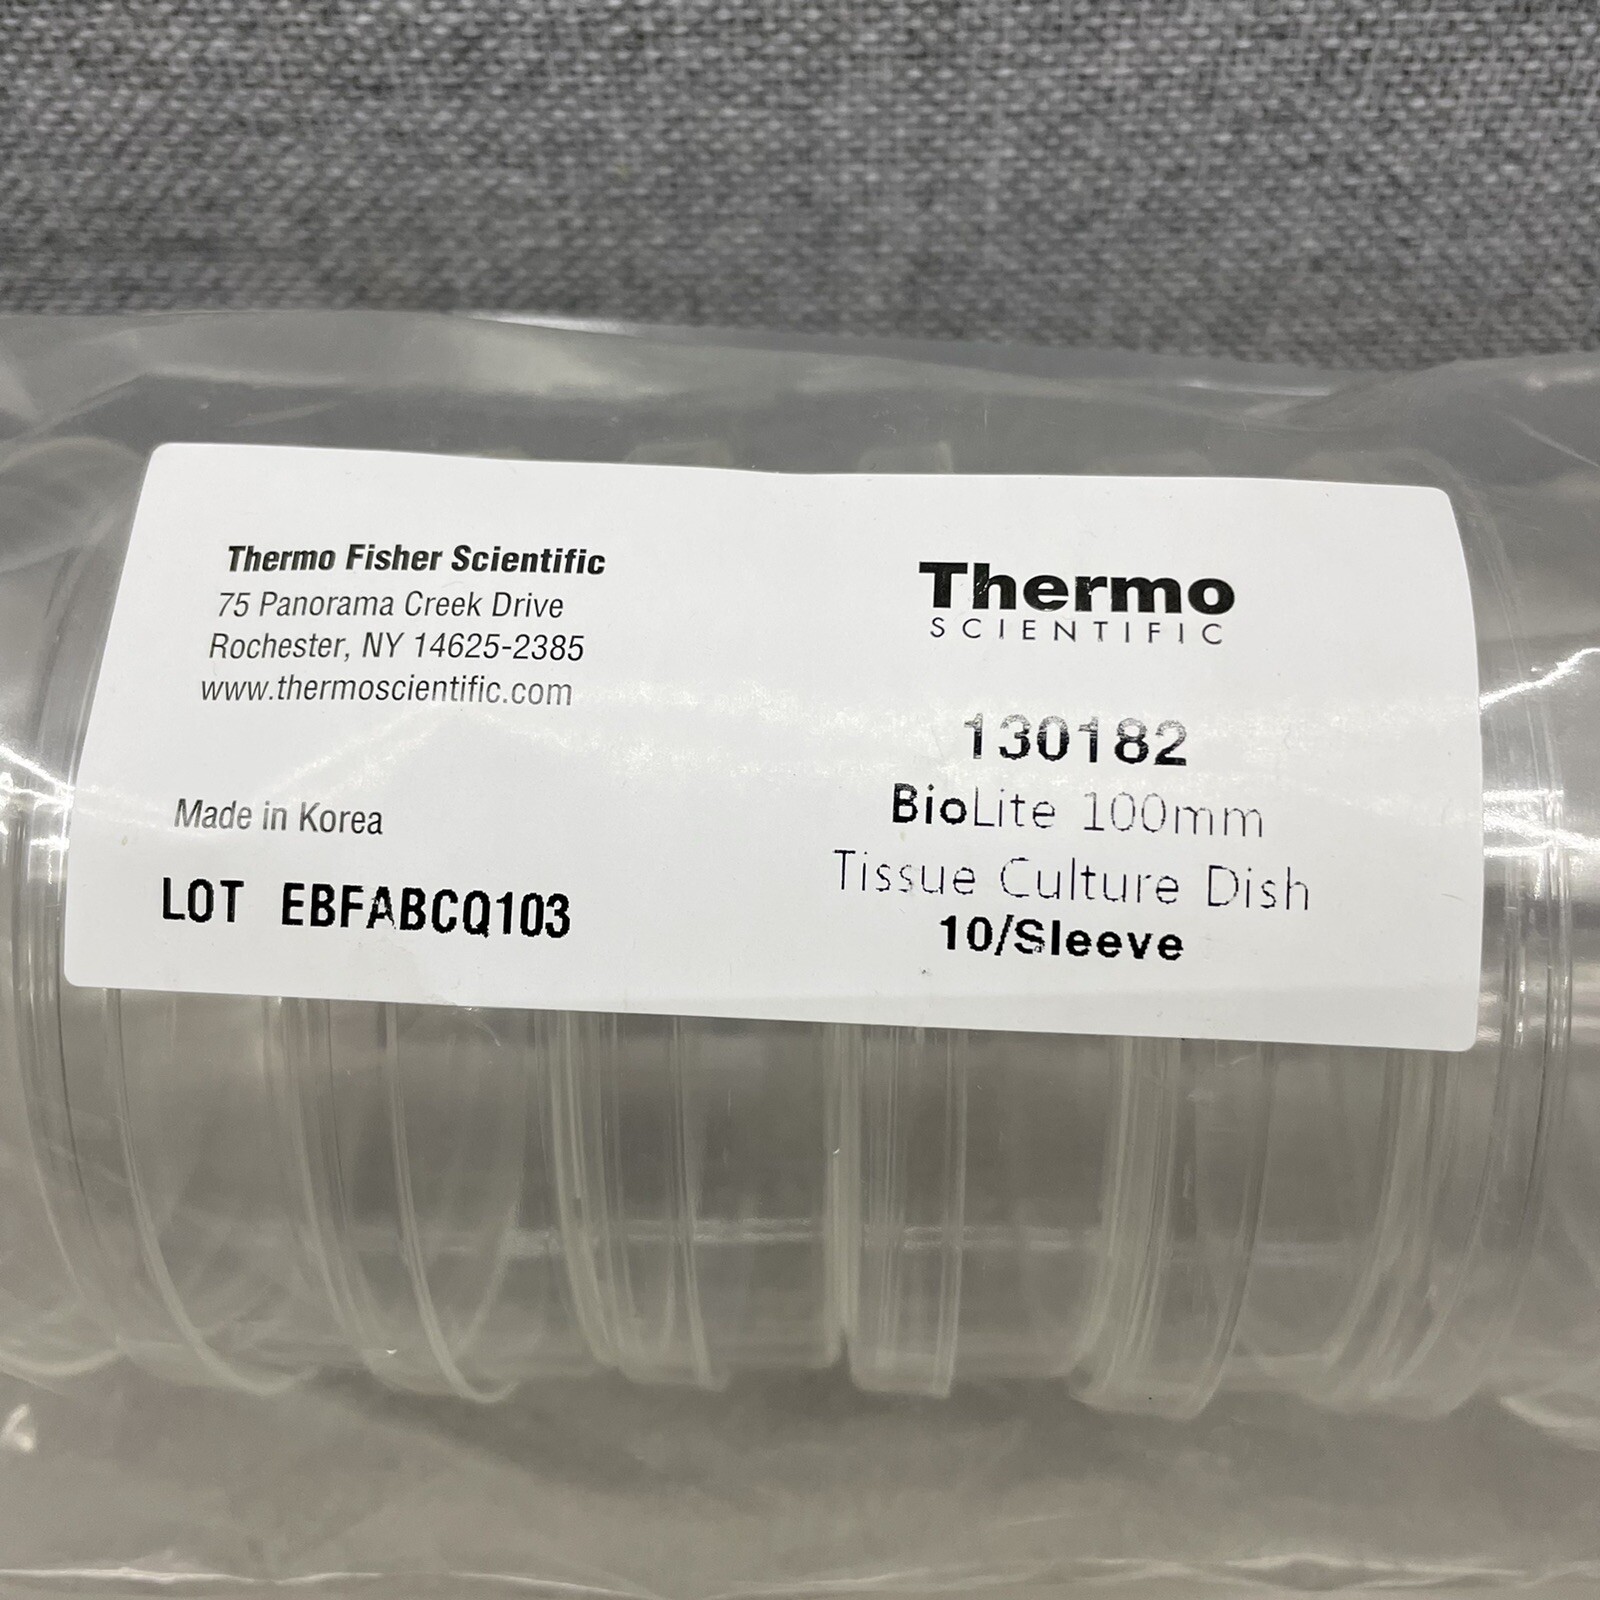 Thermo Fisher Scientific
75 Panorama Creek Drive
Rochester, NY 14625-2385
www.thermoscientific.com
Made in Korea
LOT EBFABCQ103
Thermo
SCIENTIFIC
130182
BioLite 100mm
Tissue Culture Dish
10/Sleeve